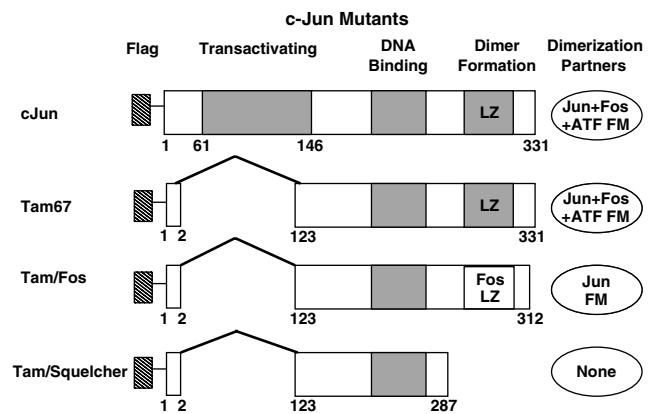 c-Jun Mutants
Flag Transactivating DNA Binding Dimer Formation Dimerization Partners
cJun LZ Jun+Fos +ATF FM
1 61 146 331
Tam67 LZ Jun+Fos +ATF FM
1 2 123 331
Tam/Fos Fos LZ Jun FM
1 2 123 312
Tam/Squelcher None
1 2 123 287